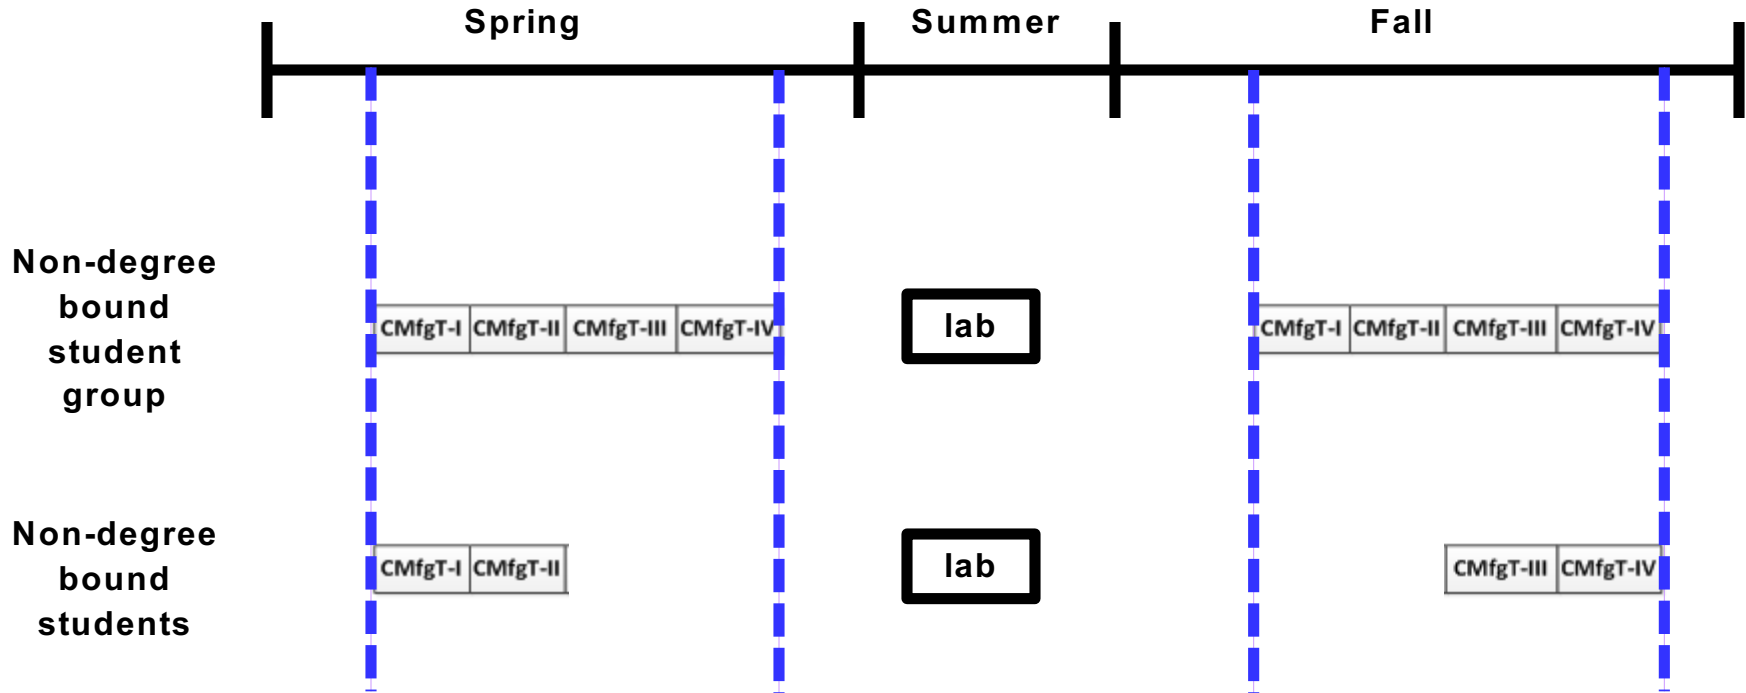 Spring Summer Fall
Non-degree
bound
student
group
CMfgT-I CMfgT-II CMfgT-III CMfgT-IV
lab
CMfgT-I CMfgT-II CMfgT-III CMfgT-IV
Non-degree
bound
students
CMfgT-I CMfgT-II
lab
CMfgT-III CMfgT-IV